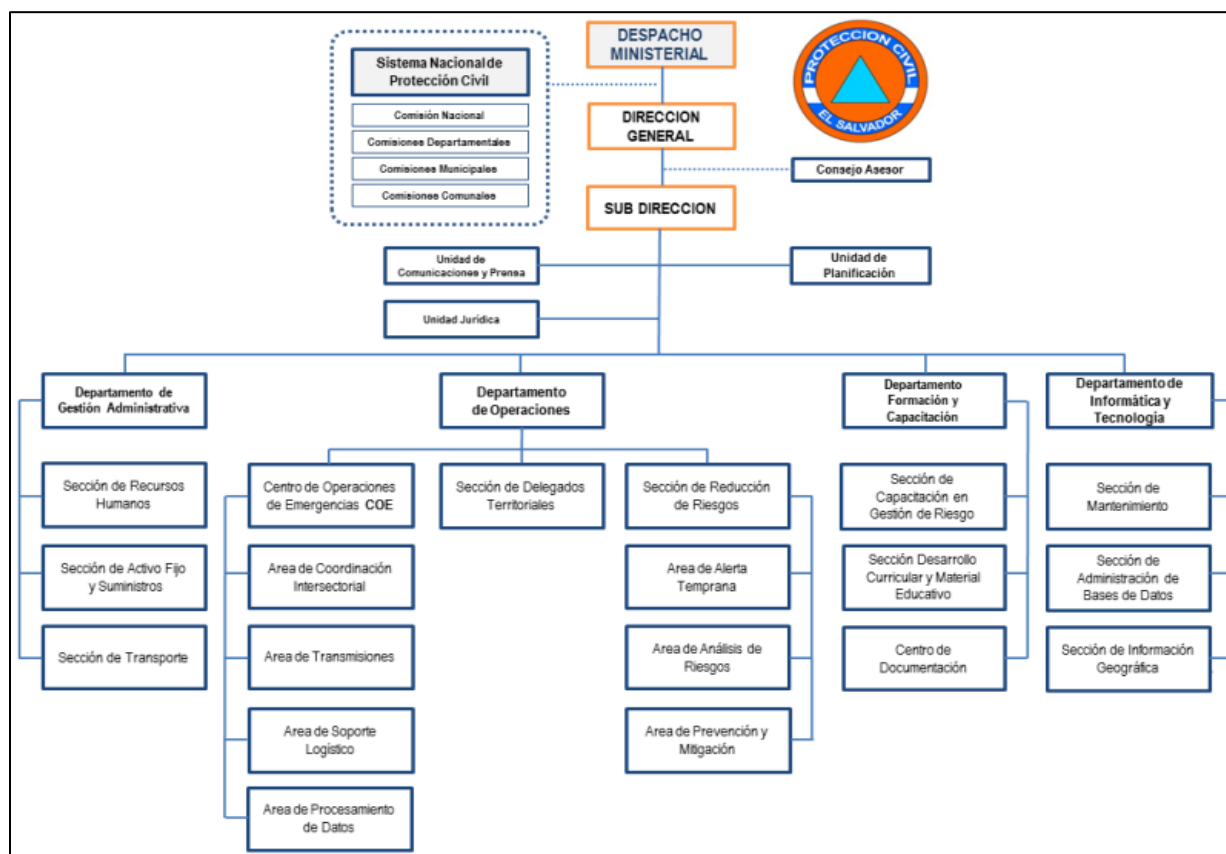 DESPACHO
MINISTERIAL
Sistema Nacional de
Protección Civil
Comisión Nacional
Comisiones Departamentales
Comisiones Municipales
Comisiones Comunales
PROTECCION CIVIL
EL SALVADOR
DIRECCION
GENERAL
Consejo Asesor
SUB DIRECCION
Unidad de
Comunicaciones y Prensa
Unidad de
Planificación
Unidad Jurídica
Departamento de
Gestión Administrativa
Departamento
de Operaciones
Departamento
Formación y
Capacitación
Departamento de
Informática y
Tecnología
Sección de Recursos
Humanos
Sección de Activo Fijo
y Suministros
Sección de Transporte
Centro de Operaciones
de Emergencias COE
Area de Coordinación
Intersectorial
Area de Transmisiones
Area de Soporte
Logístico
Area de Procesamiento
de Datos
Sección de Delegados
Territoriales
Sección de Reducción
de Riesgos
Area de Alerta
Temprana
Area de Análisis de
Riesgos
Area de Prevención y
Mitigación
Sección de
Capacitación en
Gestión de Riesgo
Sección Desarrollo
Curricular y Material
Educativo
Centro de
Documentación
Sección de
Mantenimiento
Sección de
Administración de
Bases de Datos
Sección de Información
Geográfica